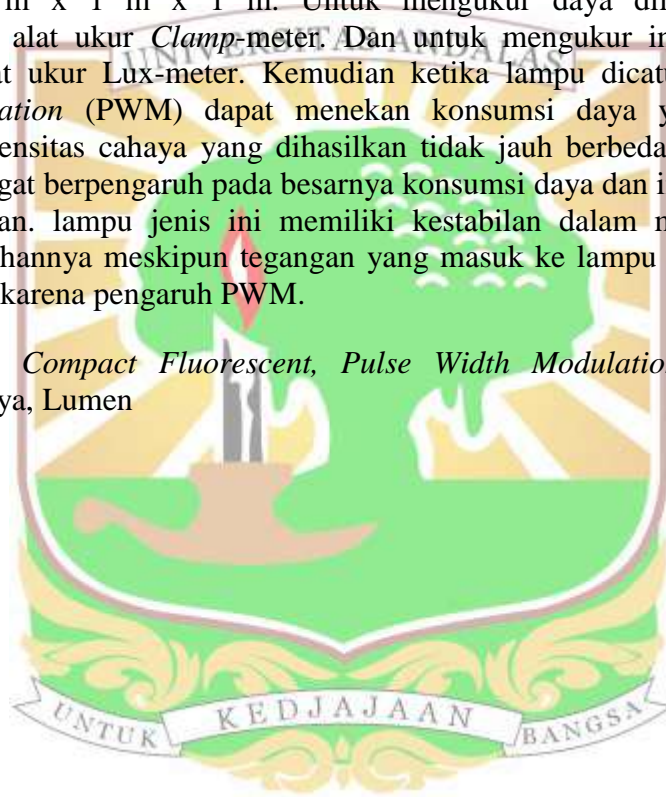 m x 1 m x 1 m. Untuk mengukur daya
alat ukur Clamp-meter. Dan untuk mengukur in
UNIVERSITAS ANDALAS
at ukur Lux-meter. Kemudian ketika lampu dicatu
ation (PWM) dapat menekan konsumsi daya y
ensitas cahaya yang dihasilkan tidak jauh berbeda
gat berpengaruh pada besarnya konsumsi daya dan i
an. lampu jenis ini memiliki kestabilan dalam m
hannya meskipun tegangan yang masuk ke lampu
karena pengaruh PWM.
Compact Fluorescent, Pulse Width Modulation
ya, Lumen
UNTUK KEDJAJAAN BANGSA